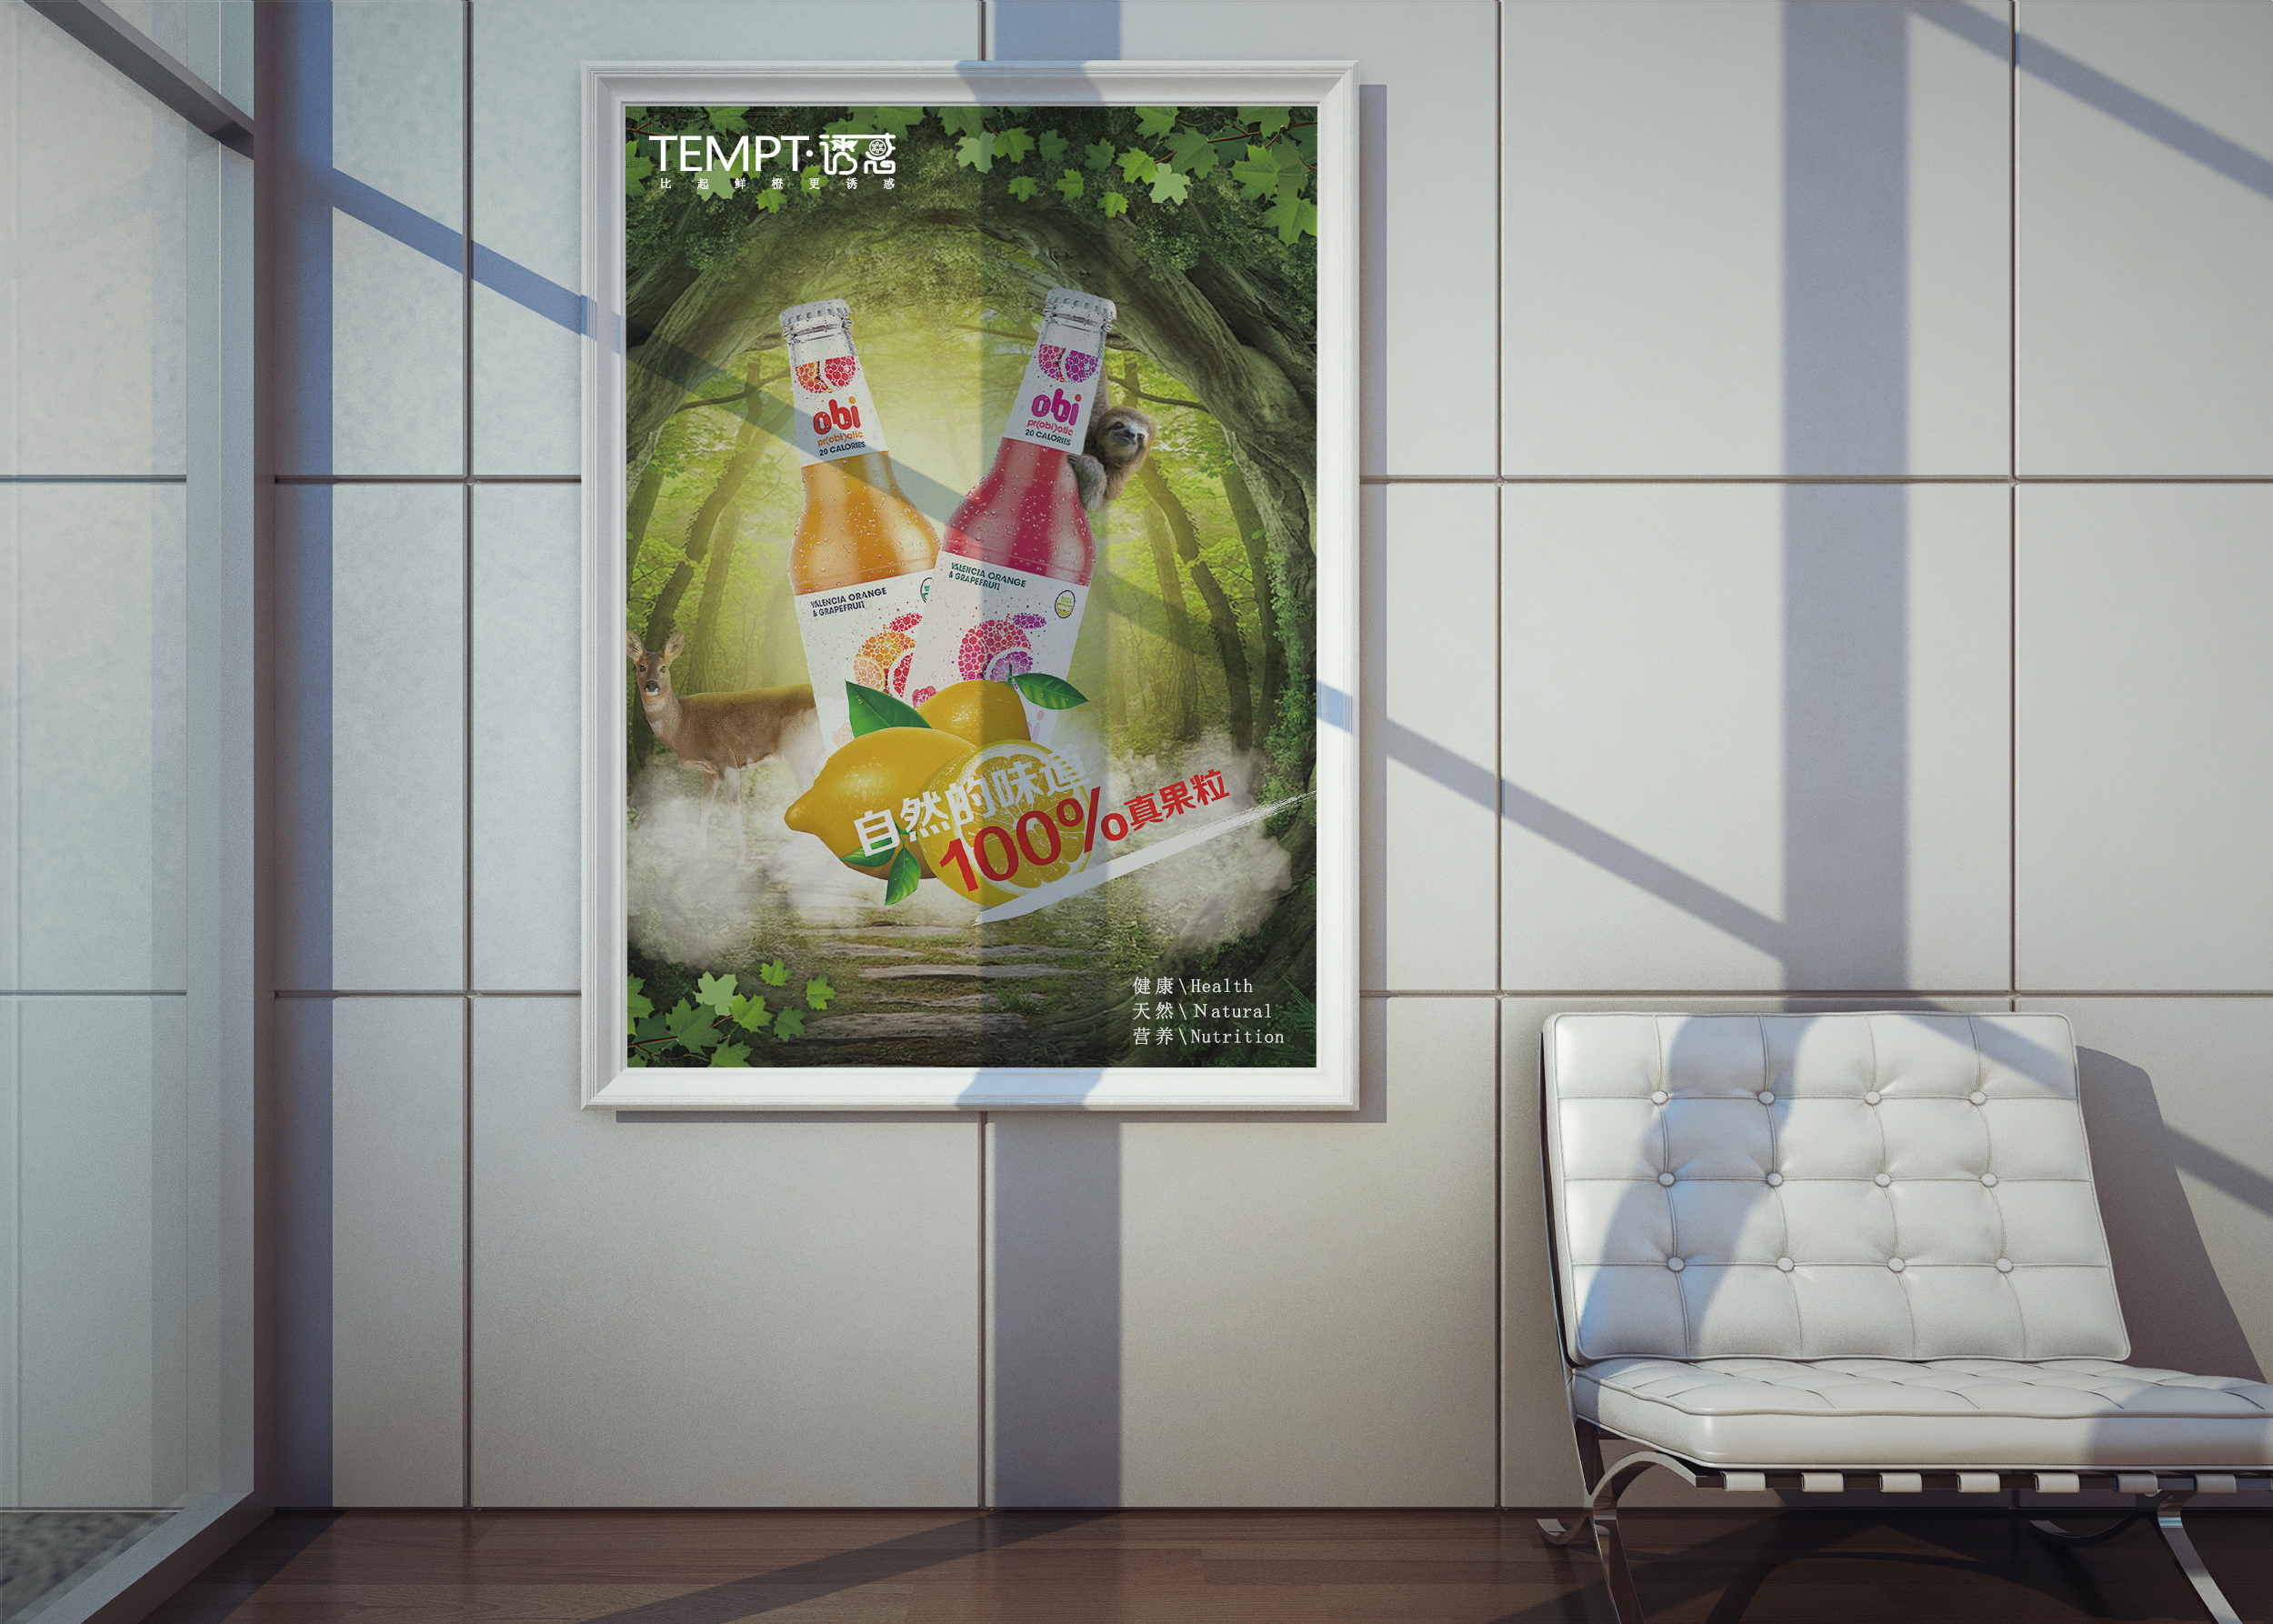 TEMPT·诱惑
比起鲜橙更诱惑
obi
pr(obi)otic
20 CALORIES
obi
pr(obi)otic
20 CALORIES
VALENCIA ORANGE
& GRAPEFRUIT
VALENCIA ORANGE
& GRAPEFRUIT
自然的味道
100%真果粒
健康\Health
天然\Natural
营养\Nutrition